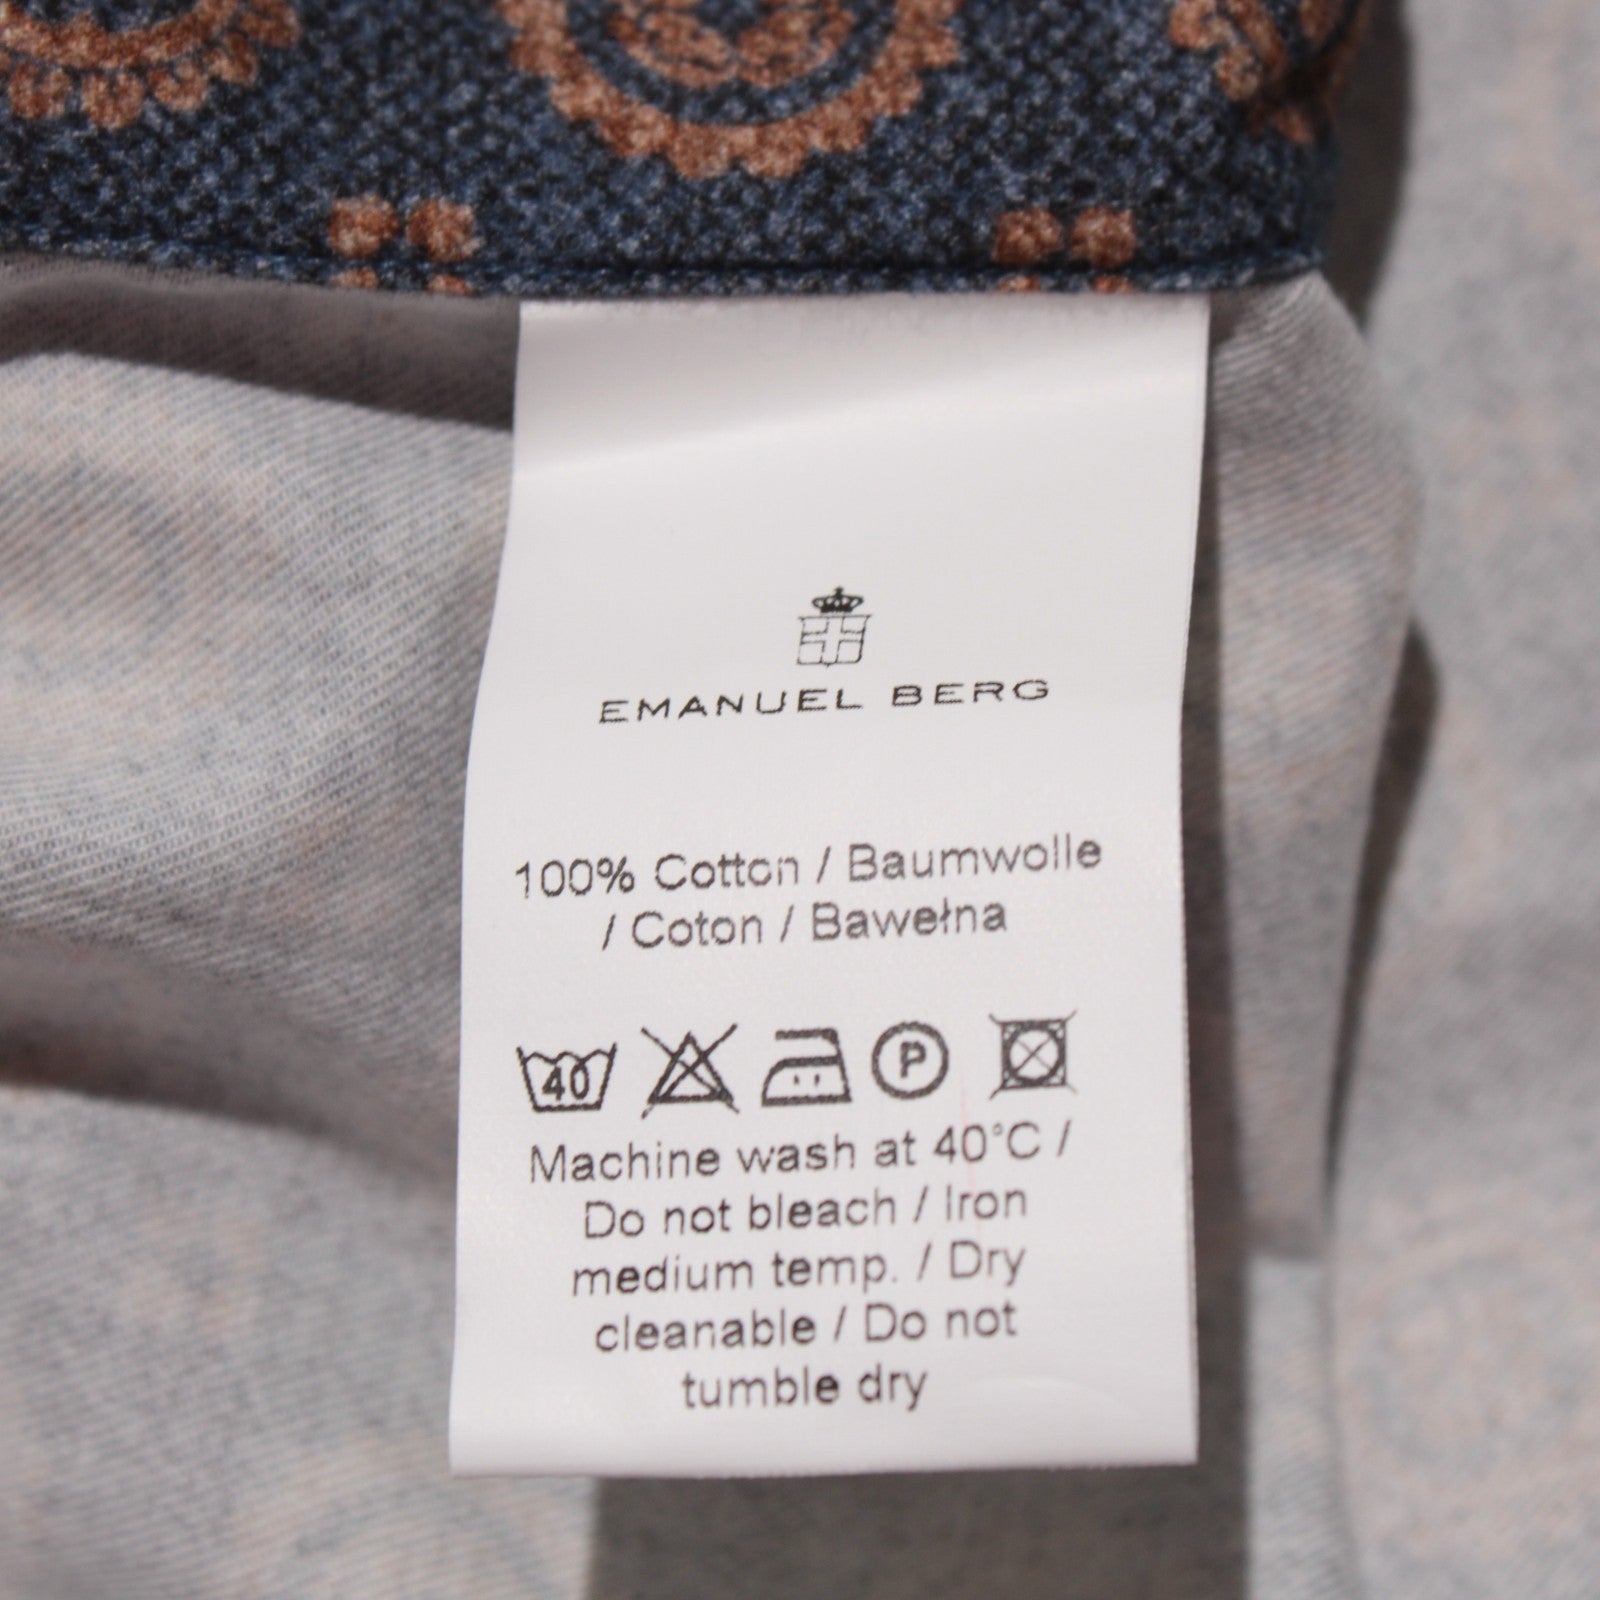 EMANUEL BERG
100% Cotton / Baumwolle
/ Coton / Bawełna
40 P
Machine wash at 40°C /
Do not bleach / Iron
medium temp. / Dry
cleanable / Do not
tumble dry